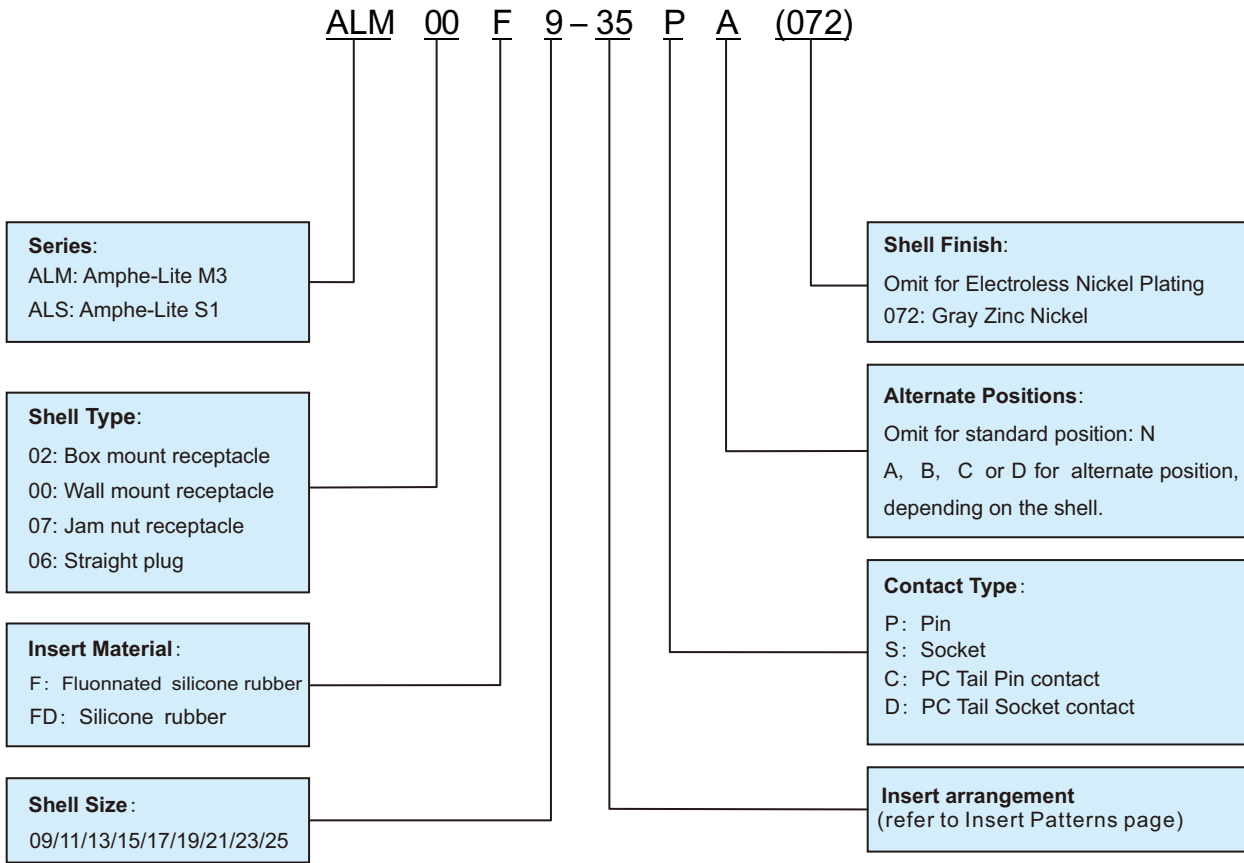 ALM 00 F 9 – 35 P A (072)
Series:
ALM: Amphe-Lite M3
ALS: Amphe-Lite S1
Shell Type:
02: Box mount receptacle
00: Wall mount receptacle
07: Jam nut receptacle
06: Straight plug
Insert Material:
F: Fluonnated silicone rubber
FD: Silicone rubber
Shell Size:
09/11/13/15/17/19/21/23/25
Shell Finish:
Omit for Electroless Nickel Plating
072: Gray Zinc Nickel
Alternate Positions:
Omit for standard position: N
A, B, C or D for alternate position,
depending on the shell.
Contact Type:
P: Pin
S: Socket
C: PC Tail Pin contact
D: PC Tail Socket contact
Insert arrangement
(refer to Insert Patterns page)